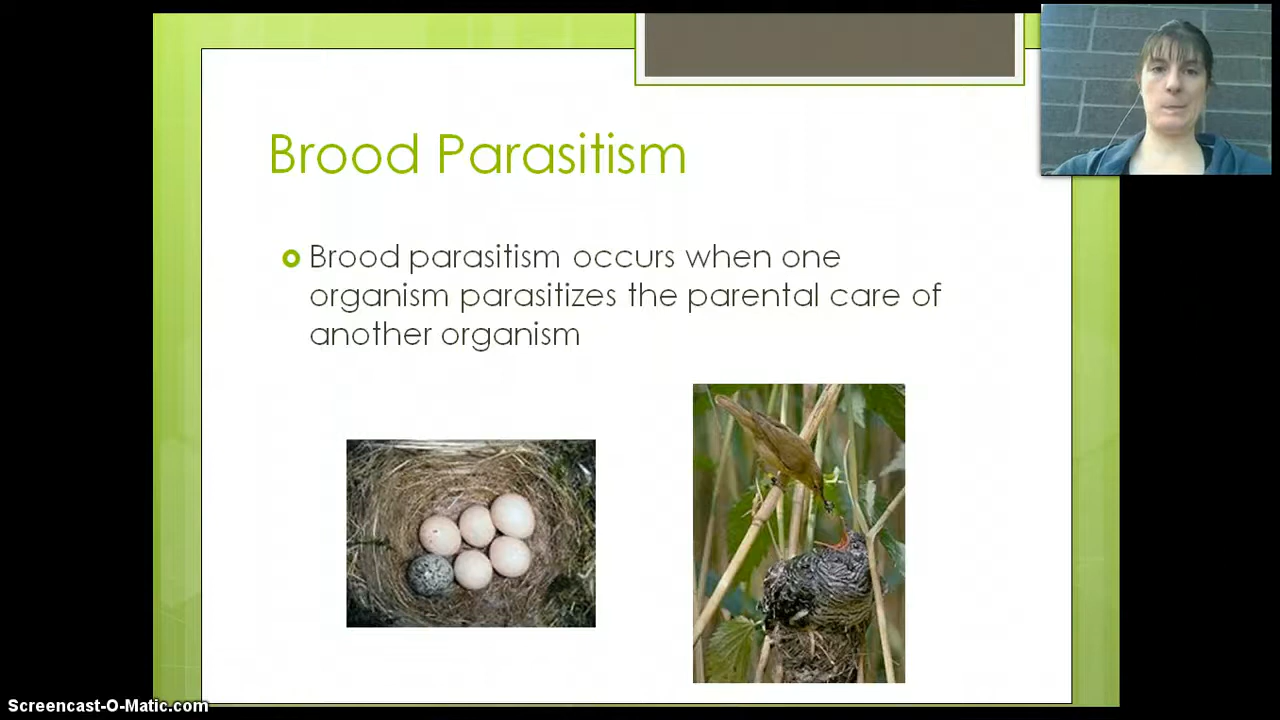 Brood Parasitism
Brood parasitism occurs when one
organism parasitizes the parental care of
another organism
Screencast-O-Matic.com